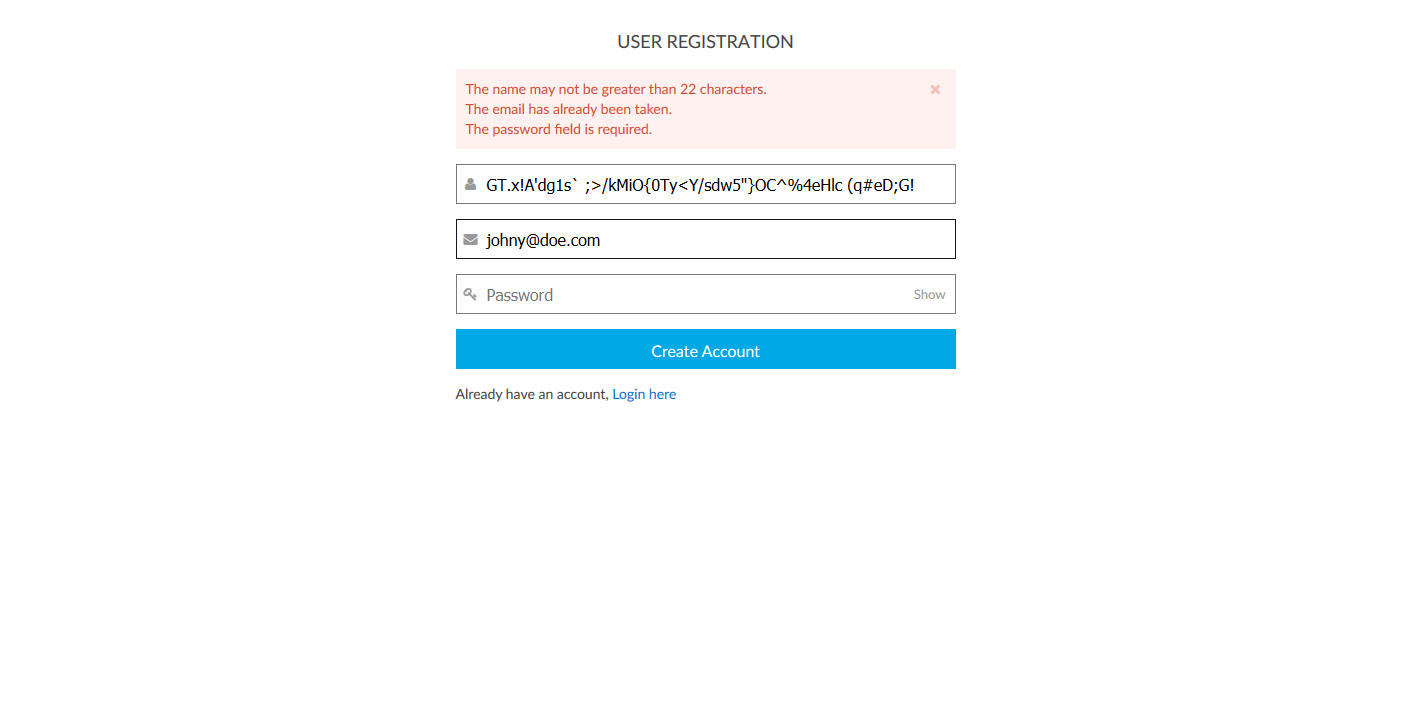 USER REGISTRATION
The name may not be greater than 22 characters.
The email has already been taken.
The password field is required.
GT.x!A'dg1s` ;>/kMiO{0Ty<Y/sdw5"}OC^%4eHlc (q#eD;G!
johny@doe.com
Password Show
Create Account
Already have an account, Login here